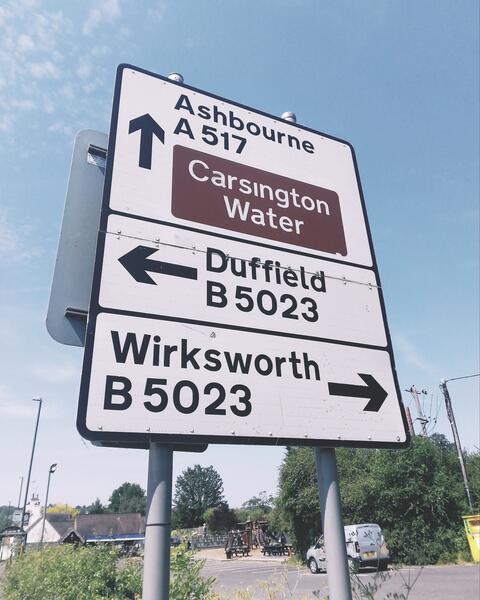 Ashbourne
A 517
Carsington
Water
Duffield
B 5023
Wirksworth
B 5023